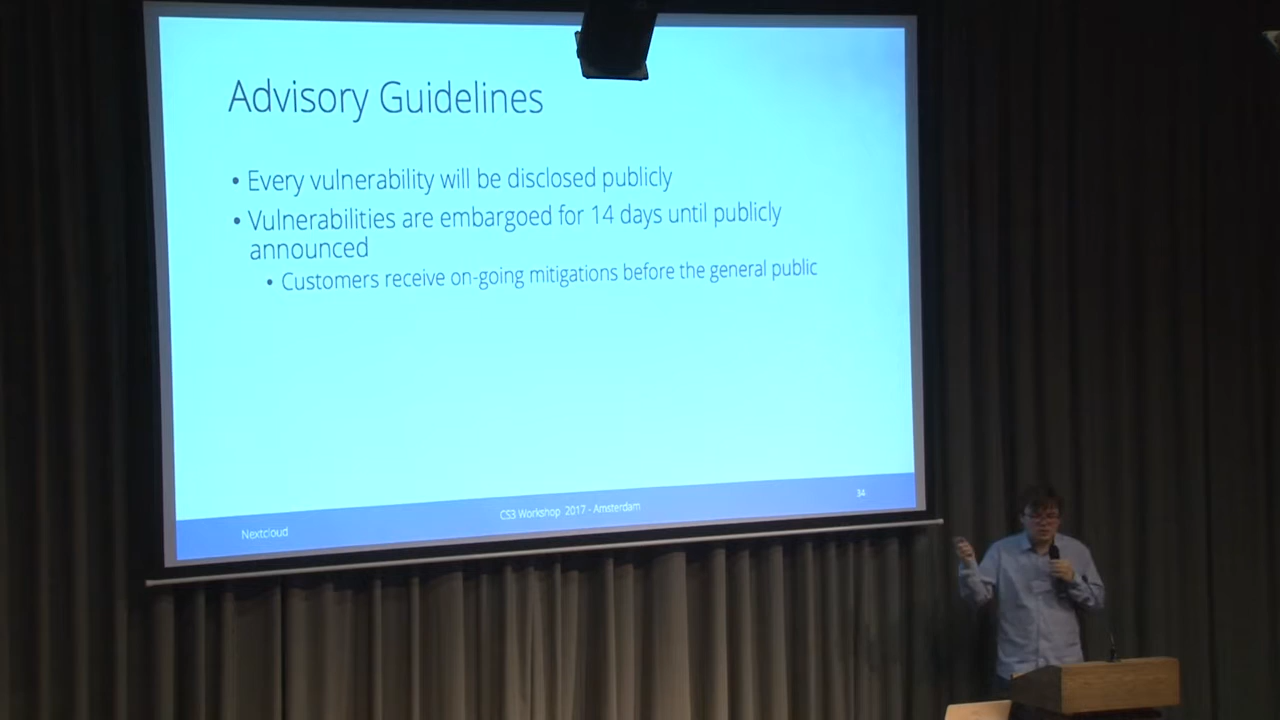 Advisory Guidelines
• Every vulnerability will be disclosed publicly
• Vulnerabilities are embargoed for 14 days until publicly
announced
• Customers receive on-going mitigations before the general public
Nextcloud
CS3 Workshop 2017 - Amsterdam
34